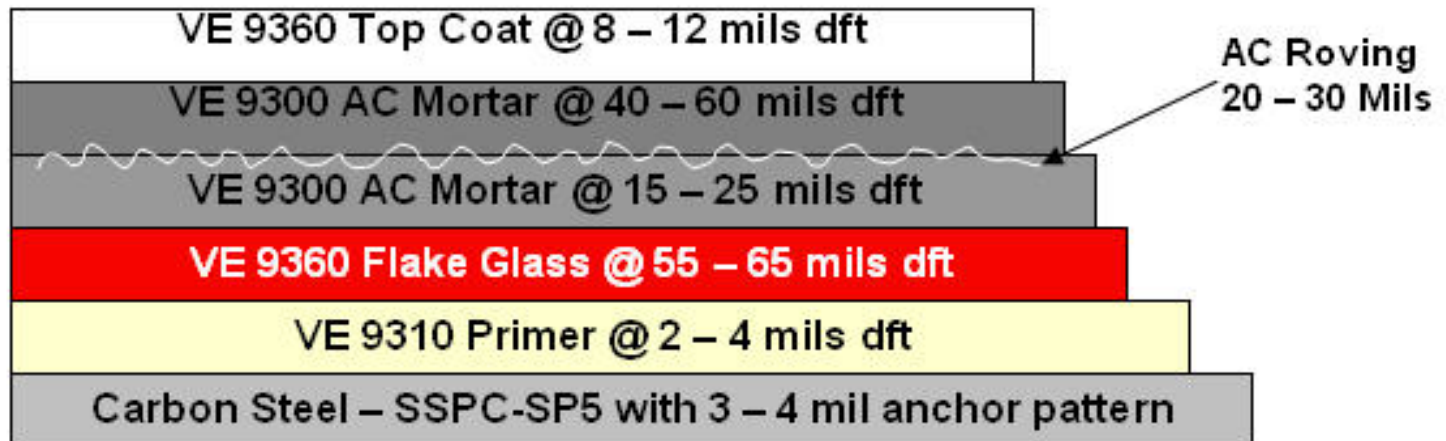 VE 9360 Top Coat @ 8 – 12 mils dft
AC Roving
20 – 30 Mils
VE 9300 AC Mortar @ 40 – 60 mils dft
VE 9300 AC Mortar @ 15 – 25 mils dft
VE 9360 Flake Glass @ 55 – 65 mils dft
VE 9310 Primer @ 2 – 4 mils dft
Carbon Steel – SSPC-SP5 with 3 – 4 mil anchor pattern